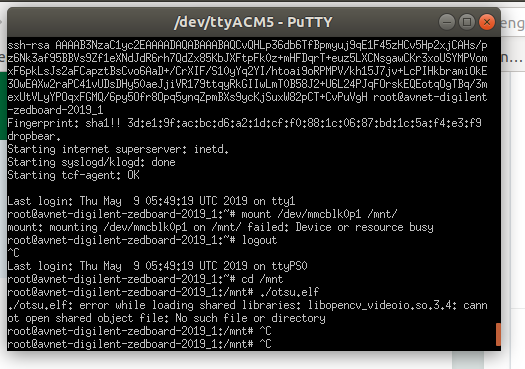 /dev/ttyACM5 - PuTTY
ssh-rsa AAAAB3NzaC1yc2EAAAADAQABAAABAQCvQHLp36db6TfBpmyuj9qE1F45zHCv5Hp2xjCAHs/p
z6Nk3af95BBVs9Zf1eXNdJdR6rh7QdZx85KbJXFtpFk0z+mHFDqrT+euz5LXCNsgawCKr3xoUSYMPVom
xF6pkLsJs2aFCapztBsCvo6AaD+/CrXIF/S10yYq2YI/htoai9oRPMPV/kh15J7jv+LcPIHkbramiOkE
3OwEAXw2raPC41vUDsDHy50aeJjiVR179ttqyRkGIIwLmT0B58J2+U6L24PJqFOrskEQEotqOgTBq/3m
exUtVLyYPOqxFGMQ/6py5Ofr8Opq5ynqZpmBXs9ycKjSuxW82pCT+CvPuVgH root@avnet-digilent
-zedboard-2019_1
Fingerprint: sha1!! 3d:e1:9f:ac:bc:d6:a2:1d:cf:f0:88:1c:06:87:bd:1c:5a:f4:e3:f9
dropbear.
Starting internet superserver: inetd.
Starting syslogd/klogd: done
Starting tcf-agent: OK
Last login: Thu May  9 05:49:19 UTC 2019 on tty1
root@avnet-digilent-zedboard-2019_1:~# mount /dev/mmcblk0p1 /mnt/
mount: mounting /dev/mmcblk0p1 on /mnt/ failed: Device or resource busy
root@avnet-digilent-zedboard-2019_1:~# logout
^C
Last login: Thu May  9 05:49:19 UTC 2019 on ttyPS0
root@avnet-digilent-zedboard-2019_1:~# cd /mnt
root@avnet-digilent-zedboard-2019_1:/mnt# ./otsu.elf
./otsu.elf: error while loading shared libraries: libopencv_videoio.so.3.4: cann
ot open shared object file: No such file or directory
root@avnet-digilent-zedboard-2019_1:/mnt# ^C
root@avnet-digilent-zedboard-2019_1:/mnt# ^C
eng